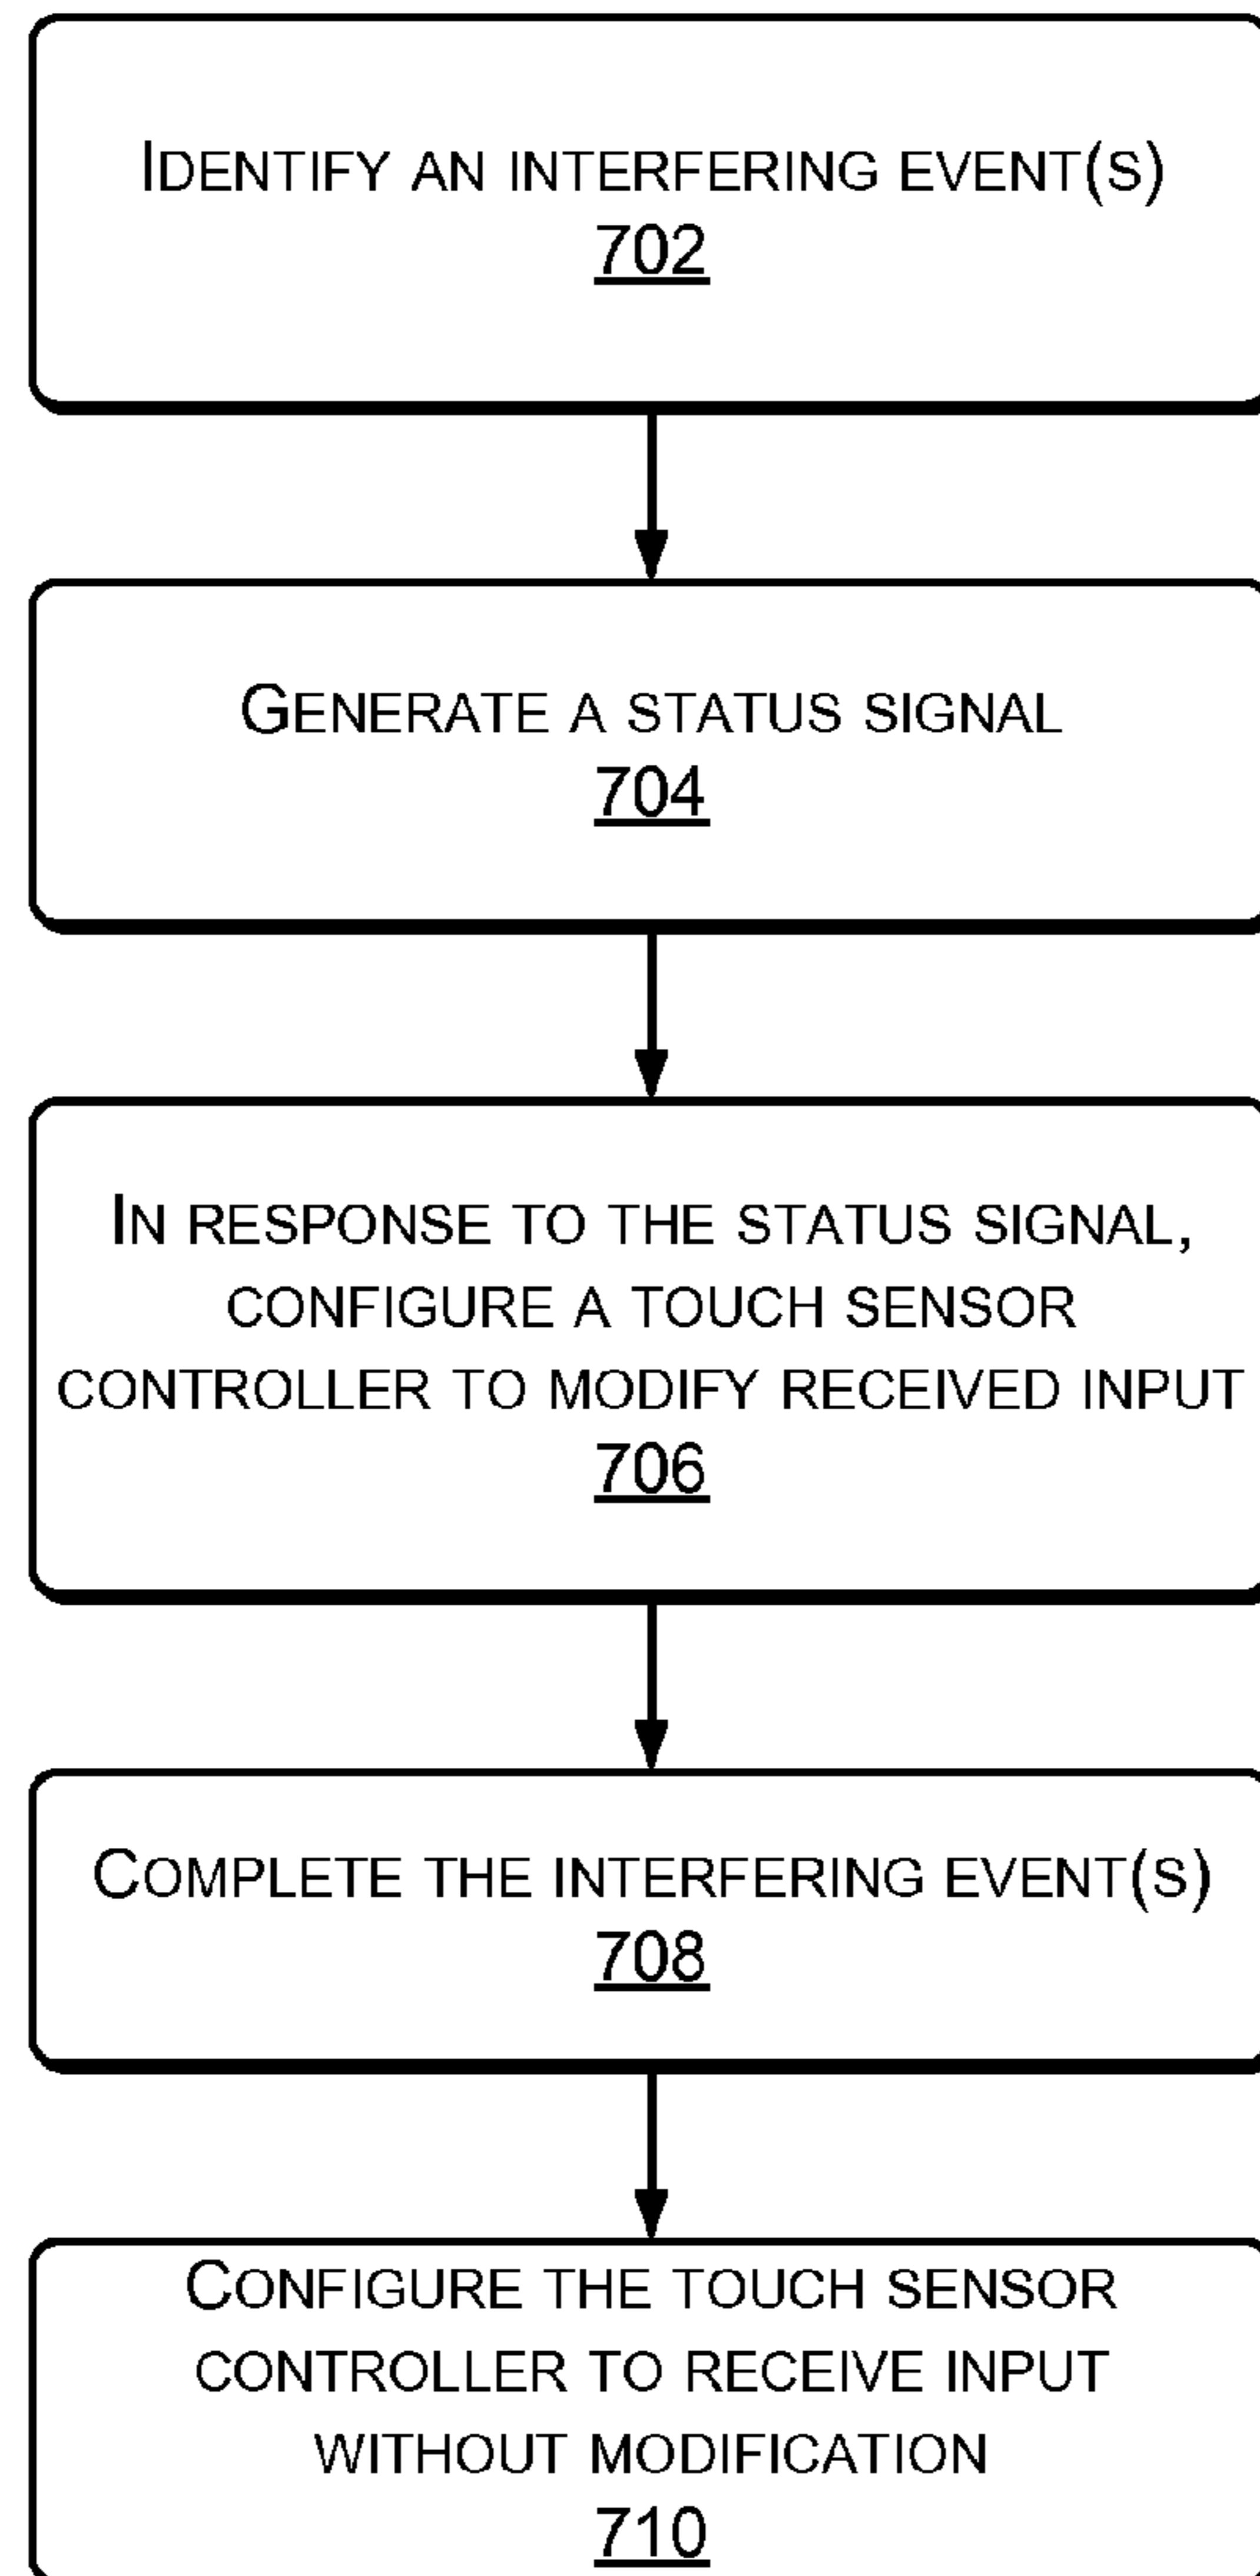 IDENTIFY AN INTERFERING EVENT(S)
702
GENERATE A STATUS SIGNAL
704
IN RESPONSE TO THE STATUS SIGNAL,
CONFIGURE A TOUCH SENSOR
CONTROLLER TO MODIFY RECEIVED INPUT
706
COMPLETE THE INTERFERING EVENT(S)
708
CONFIGURE THE TOUCH SENSOR
CONTROLLER TO RECEIVE INPUT
WITHOUT MODIFICATION
710